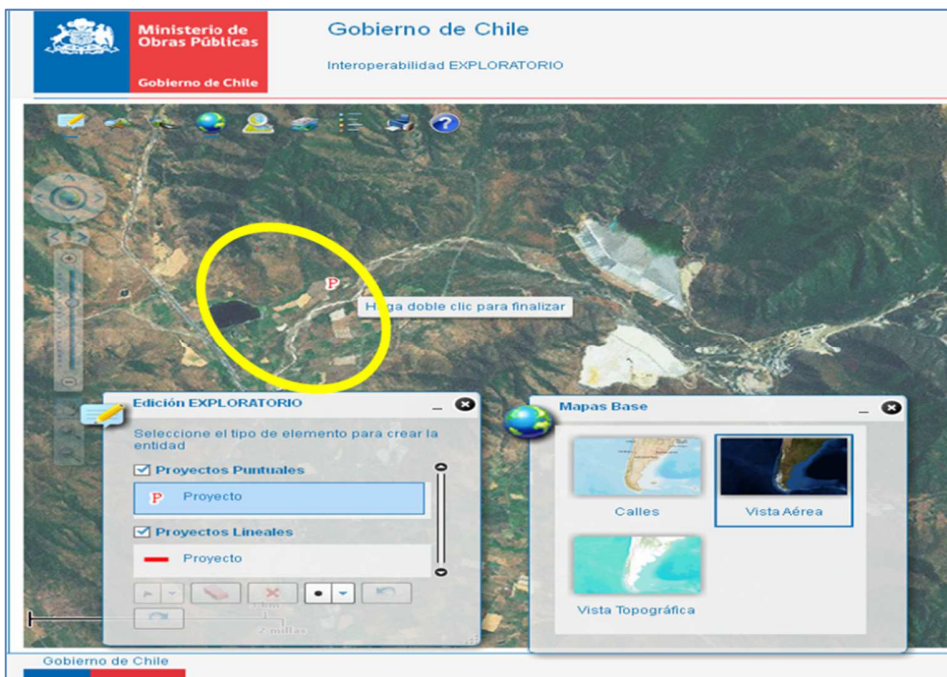 Ministerio de
Obras Públicas
Gobierno de Chile
Gobierno de Chile
Interoperabilidad EXPLORATORIO
P
Haga doble clic para finalizar
Edición EXPLORATORIO
Seleccione el tipo de elemento para crear la
entidad
Proyectos Puntuales
P Proyecto
Proyectos Lineales
Proyecto
2 millas
Mapas Base
Calles
Vista Aérea
Vista Topográfica
Gobierno de Chile